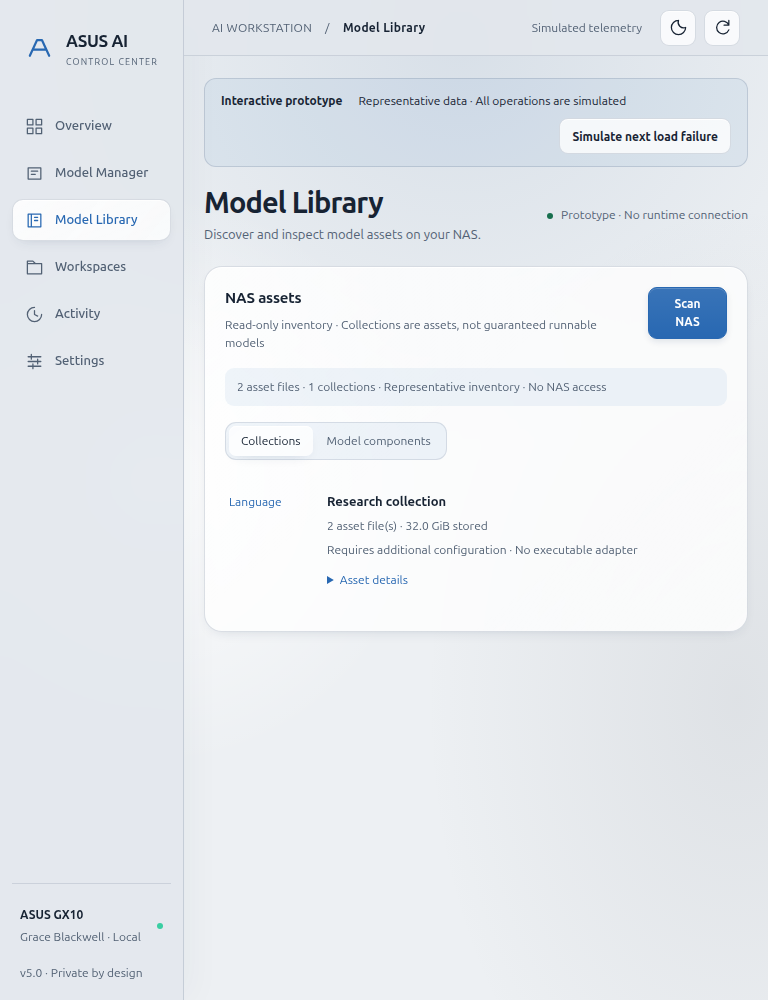 ASUS AI
CONTROL CENTER
Overview
Model Manager
Model Library
Workspaces
Activity
Settings
ASUS GX10
Grace Blackwell · Local
v5.0 · Private by design
AI WORKSTATION / Model Library
Simulated telemetry
Interactive prototype Representative data · All operations are simulated
Simulate next load failure
Model Library
Discover and inspect model assets on your NAS.
Prototype · No runtime connection
NAS assets
Read-only inventory · Collections are assets, not guaranteed runnable
models
Scan
NAS
2 asset files · 1 collections · Representative inventory · No NAS access
Collections Model components
Language
Research collection
2 asset file(s) · 32.0 GiB stored
Requires additional configuration · No executable adapter
Asset details